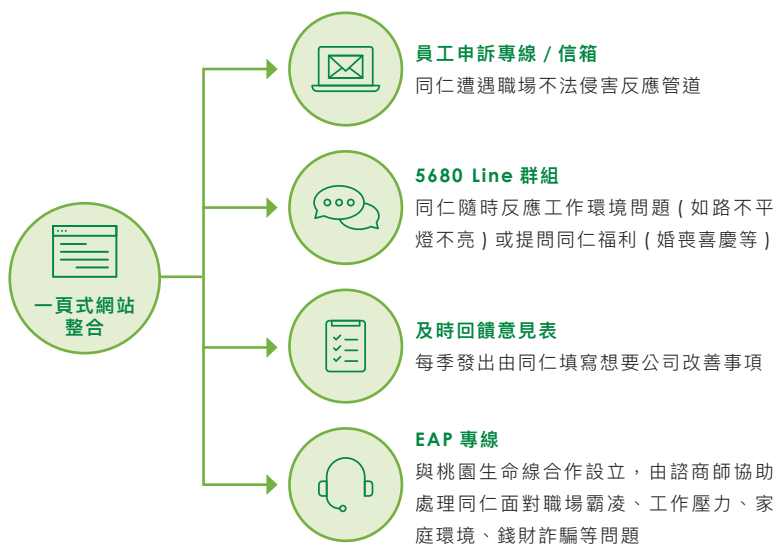 員工申訴專線 / 信箱
同仁遭遇職場不法侵害反應管道
5680 Line 群組
同仁隨時反應工作環境問題 ( 如路不平
燈不亮 ) 或提問同仁福利 ( 婚喪喜慶等 )
一頁式網站
整合
及時回饋意見表
每季發出由同仁填寫想要公司改善事項
EAP 專線
與桃園生命線合作設立，由諮商師協助
處理同仁面對職場霸凌、工作壓力、家
庭環境、錢財詐騙等問題